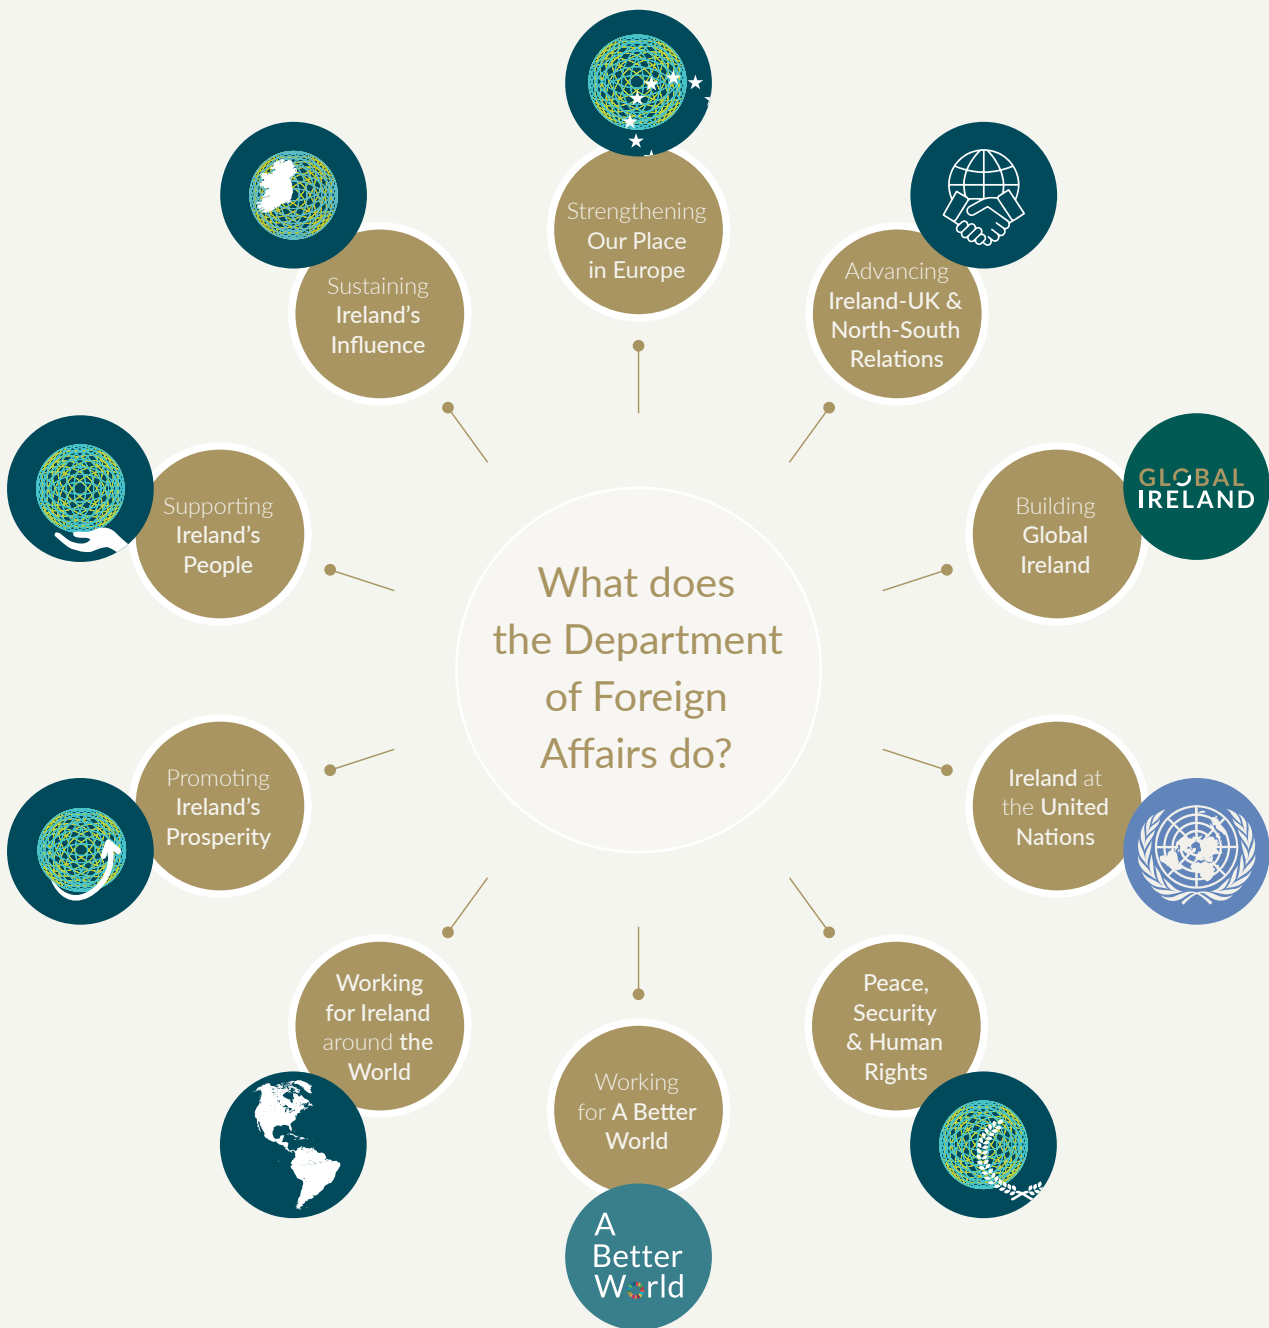 What does
the Department
of Foreign
Affairs do?
Strengthening
Our Place
in Europe
Advancing
Ireland-UK &
North-South
Relations
Building
Global
Ireland
GLOBAL
IRELAND
Ireland at
the United
Nations
Peace,
Security
& Human
Rights
Working
for A Better
World
A
Better
World
Working
for Ireland
around the
World
Promoting
Ireland's
Prosperity
Supporting
Ireland's
People
Sustaining
Ireland's
Influence